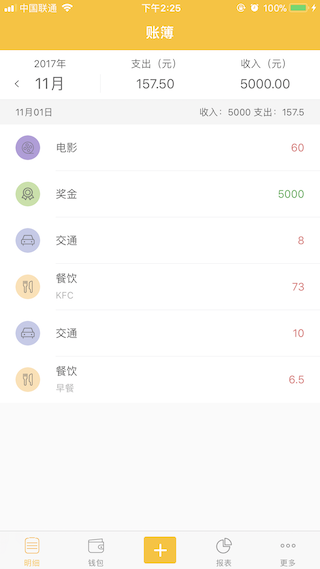 中国联通 下午2:25 100%
账簿
2017年 支出（元） 收入（元）
11月 157.50 5000.00
11月01日 收入：5000 支出：157.5
电影 60
奖金 5000
交通 8
餐饮 73
KFC
交通 10
餐饮 6.5
早餐
明细 钱包 报表 更多